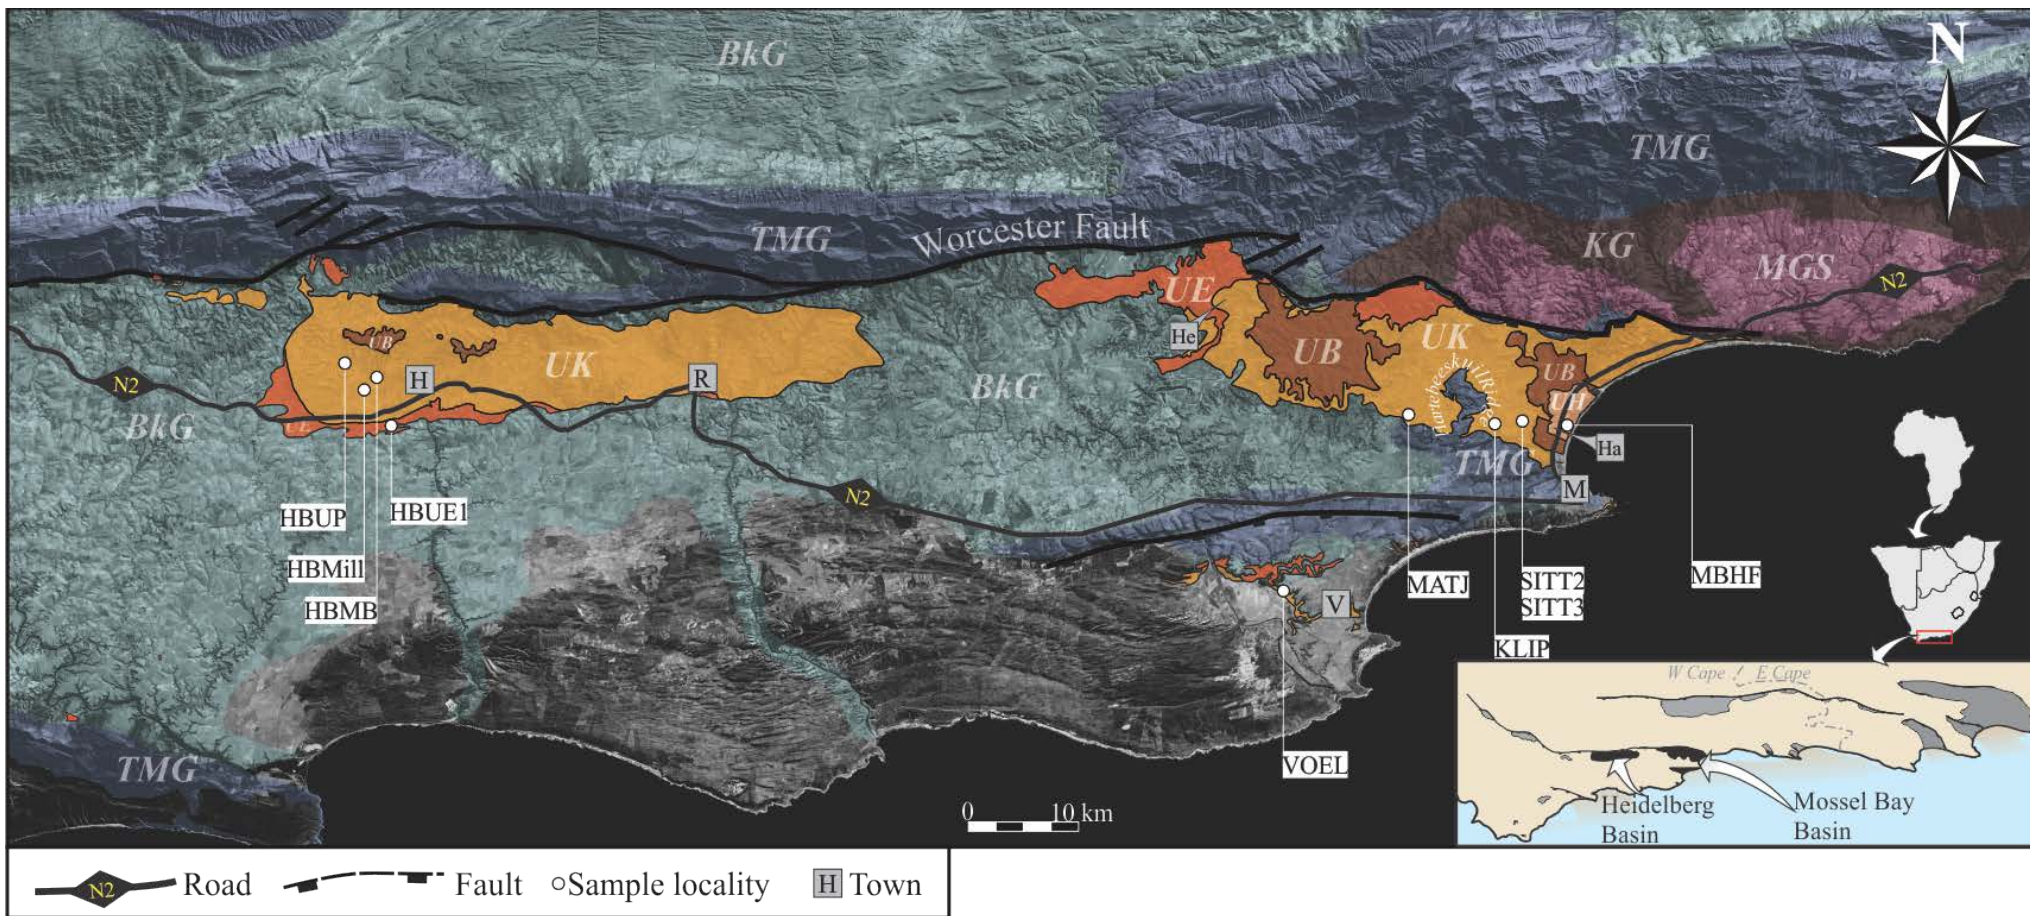 BkG
N
TMG
TMG
Worcester Fault
KG
MGS
N2
UE
UB
UK
He
UB
UK
N2
H
R
BkG
UB
HartebeeskuilRidge
UH
BkG
UE
Ha
TMG
M
N2
HBUP
HBUE1
HBMill
HBMB
MATJ
SITT2
SITT3
MBHF
V
KLIP
VOEL
TMG
0 10 km
W Cape E Cape
Heidelberg
Basin
Mossel Bay
Basin
N2 Road
Fault
Sample locality
H Town